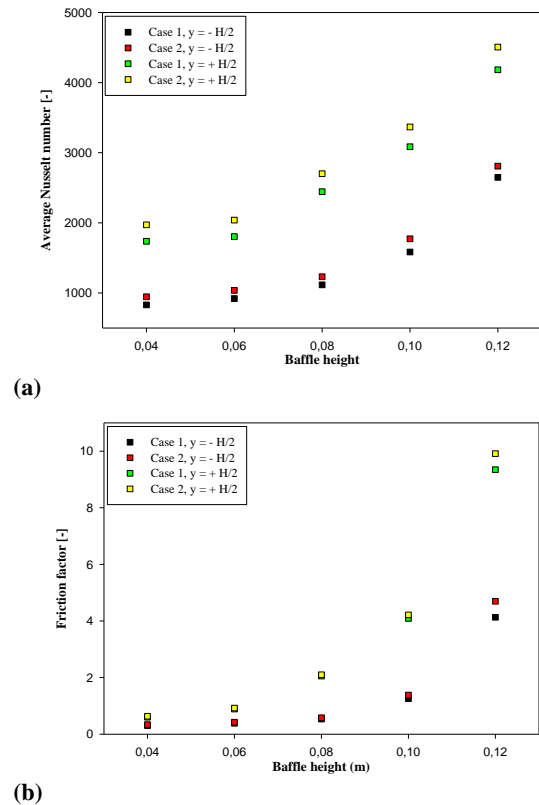 5000
4000
3000
2000
1000
Average Nusselt number [-]
Case 1, y = - H/2
Case 2, y = - H/2
Case 1, y = + H/2
Case 2, y = + H/2
0,04 0,06 0,08 0,10 0,12
Baffle height
(a)
10
8
6
4
2
0
Friction factor [-]
Case 1, y = - H/2
Case 2, y = - H/2
Case 1, y = + H/2
Case 2, y = + H/2
0,04 0,06 0,08 0,10 0,12
Baffle height (m)
(b)